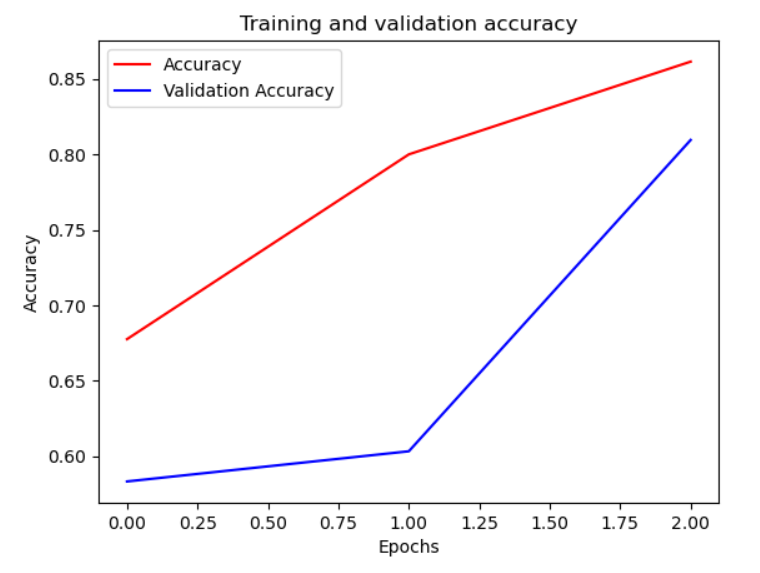 Training and validation accuracy
Accuracy
Validation Accuracy
0.85
0.80
0.75
0.70
0.65
0.60
Accuracy
0.00 0.25 0.50 0.75 1.00 1.25 1.50 1.75 2.00
Epochs